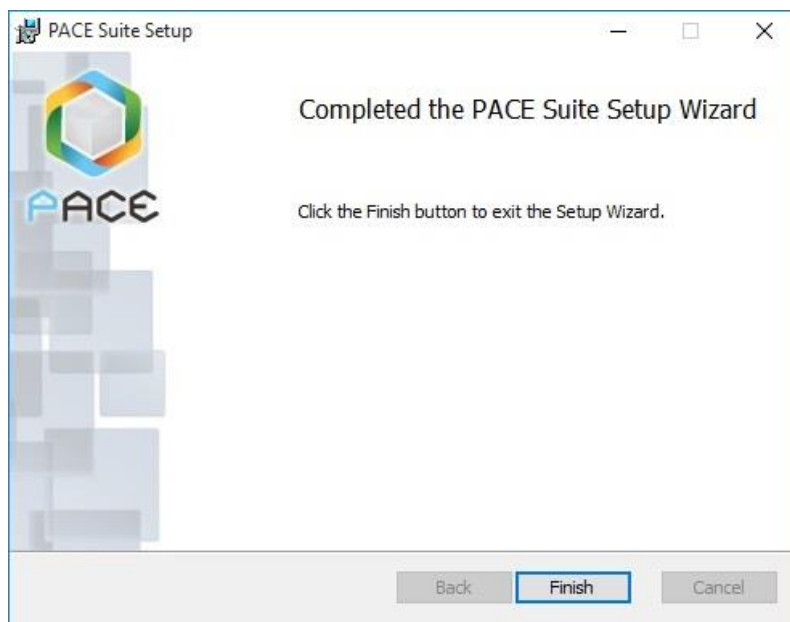 PACE Suite Setup
PACE
Completed the PACE Suite Setup Wizard
Click the Finish button to exit the Setup Wizard.
Back
Finish
Cancel